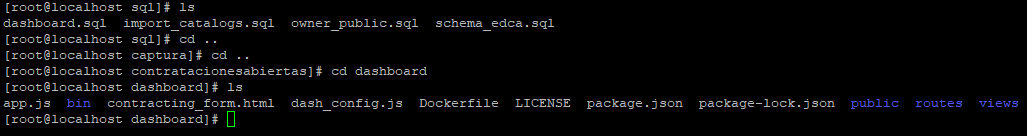 [root@localhost sql]# ls
dashboard.sql  import_catalogs.sql  owner_public.sql  schema_edca.sql
[root@localhost sql]# cd ..
[root@localhost captura]# cd ..
[root@localhost contratacionesabiertas]# cd dashboard
[root@localhost dashboard]# ls
app.js  bin  contracting_form.html  dash_config.js  Dockerfile  LICENSE  package.json  package-lock.json  public  routes  views
[root@localhost dashboard]#